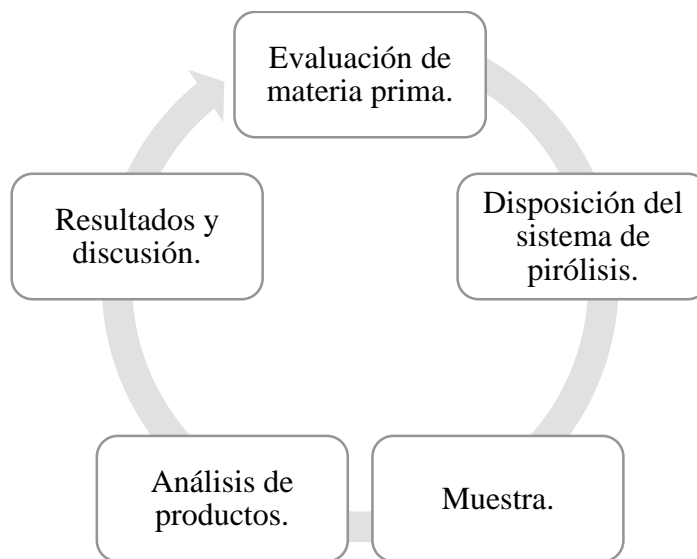 Evaluación de
materia prima.
Disposición del
sistema de
pirólisis.
Muestra.
Análisis de
productos.
Resultados y
discusión.